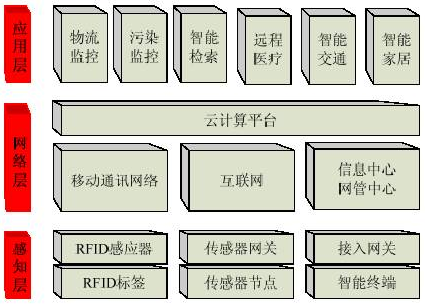 应用层
物流
监控
污染
监控
智能
检索
远程
医疗
智能
交通
智能
家居
网络层
云计算平台
移动通讯网络
互联网
信息中心
网管中心
感知层
RFID感应器
传感器网关
接入网关
RFID标签
传感器节点
智能终端